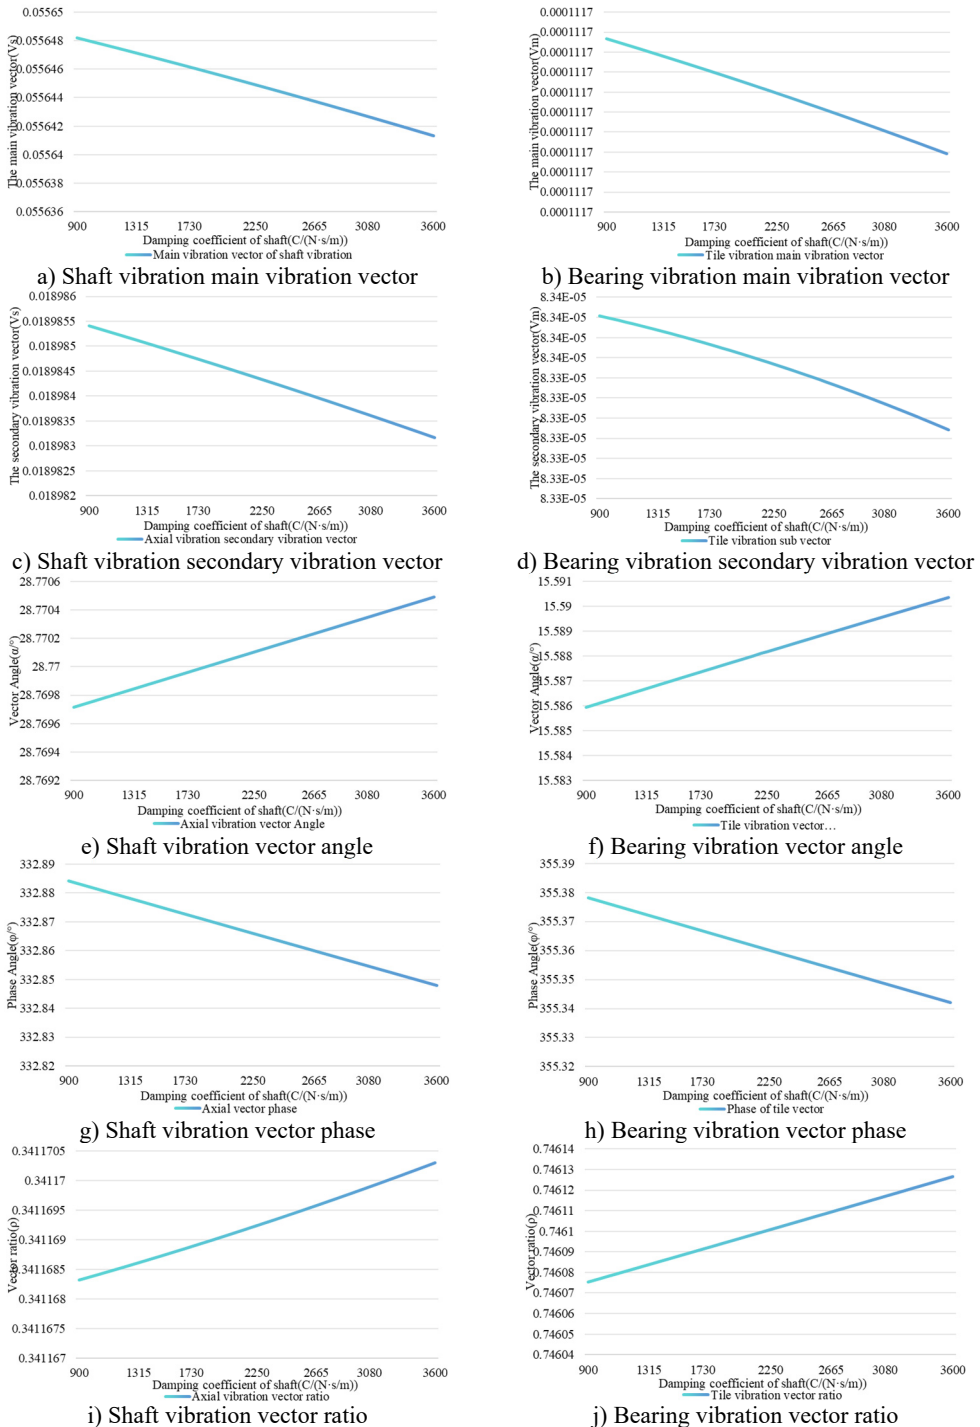 0.05565
0.055648
0.055646
0.055644
0.055642
0.05564
0.055638
0.055636
The main vibration vector(Vs)
900 1315 1730 2250 2665 3080 3600
Damping coefficient of shaft(C/(N·s/m))
Main vibration vector of shaft vibration
a) Shaft vibration main vibration vector
0.0001117
0.0001117
0.0001117
0.0001117
0.0001117
0.0001117
0.0001117
0.0001117
0.0001117
0.0001117
0.0001117
The main vibration vector(Vm)
900 1315 1730 2250 2665 3080 3600
Damping coefficient of shaft(C/(N·s/m))
Tile vibration main vibration vector
b) Bearing vibration main vibration vector
0.018986
0.0189855
0.018985
0.0189845
0.018984
0.0189835
0.018983
0.0189825
0.018982
The secondary vibration vector(Vs)
900 1315 1730 2250 2665 3080 3600
Damping coefficient of shaft(C/(N·s/m))
Axial vibration secondary vibration vector
c) Shaft vibration secondary vibration vector
8.34E-05
8.34E-05
8.34E-05
8.34E-05
8.33E-05
8.33E-05
8.33E-05
8.33E-05
8.33E-05
8.33E-05
8.33E-05
The secondary vibration vector(Vm)
900 1315 1730 2250 2665 3080 3600
Damping coefficient of shaft(C/(N·s/m))
Tile vibration sub vector
d) Bearing vibration secondary vibration vector
28.7706
28.7704
28.7702
28.77
28.7698
28.7696
28.7694
28.7692
Vector Angle(α/°)
900 1315 1730 2250 2665 3080 3600
Damping coefficient of shaft(C/(N·s/m))
Axial vibration vector Angle
e) Shaft vibration vector angle
15.591
15.59
15.589
15.588
15.587
15.586
15.585
15.584
15.583
Vector Angle(α/°)
900 1315 1730 2250 2665 3080 3600
Damping coefficient of shaft(C/(N·s/m))
Tile vibration vector…
f) Bearing vibration vector angle
332.89
332.88
332.87
332.86
332.85
332.84
332.83
332.82
Phase Angle(φ/°)
900 1315 1730 2250 2665 3080 3600
Damping coefficient of shaft(C/(N·s/m))
Axial vector phase
g) Shaft vibration vector phase
355.39
355.38
355.37
355.36
355.35
355.34
355.33
355.32
Phase Angle(φ/°)
900 1315 1730 2250 2665 3080 3600
Damping coefficient of shaft(C/(N·s/m))
Phase of tile vector
h) Bearing vibration vector phase
0.3411705
0.34117
0.3411695
0.341169
0.3411685
0.341168
0.3411675
0.341167
Vector ratio(ρ)
900 1315 1730 2250 2665 3080 3600
Damping coefficient of shaft(C/(N·s/m))
Axial vibration vector ratio
i) Shaft vibration vector ratio
0.74614
0.74613
0.74612
0.74611
0.7461
0.74609
0.74608
0.74607
0.74606
0.74605
0.74604
Vector ratio(ρ)
900 1315 1730 2250 2665 3080 3600
Damping coefficient of shaft(C/(N·s/m))
Tile vibration vector ratio
j) Bearing vibration vector ratio